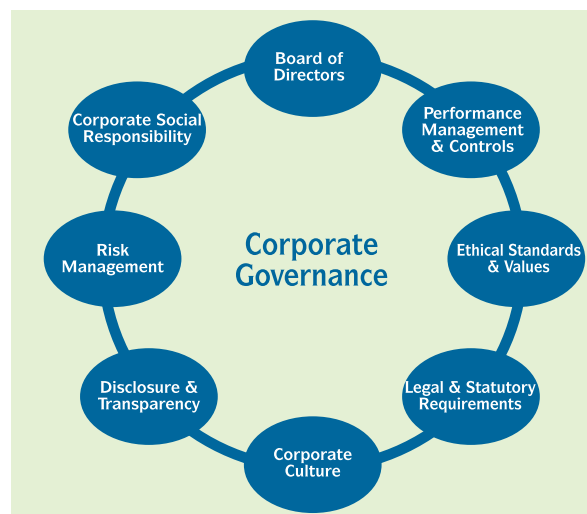 Board of
Directors
Performance
Management
& Controls
Ethical Standards
& Values
Legal & Statutory
Requirements
Corporate
Culture
Disclosure &
Transparency
Risk
Management
Corporate Social
Responsibility
Corporate
Governance